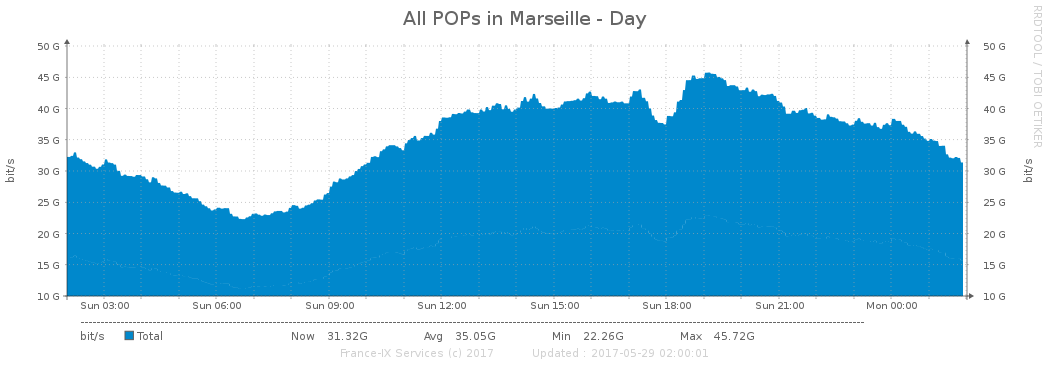 All POPs in Marseille - Day
RRDTOOL / TOBI OETIKER
50 G 50 G
45 G 45 G
40 G 40 G
35 G 35 G
30 G 30 G
25 G 25 G
20 G 20 G
15 G 15 G
10 G 10 G
bit/s
bit/s
Sun 03:00 Sun 06:00 Sun 09:00 Sun 12:00 Sun 15:00 Sun 18:00 Sun 21:00 Mon 00:00
bit/s Total Now 31.32G Avg 35.05G Min 22.26G Max 45.72G
France-IX Services (c) 2017 Updated : 2017-05-29 02:00:01